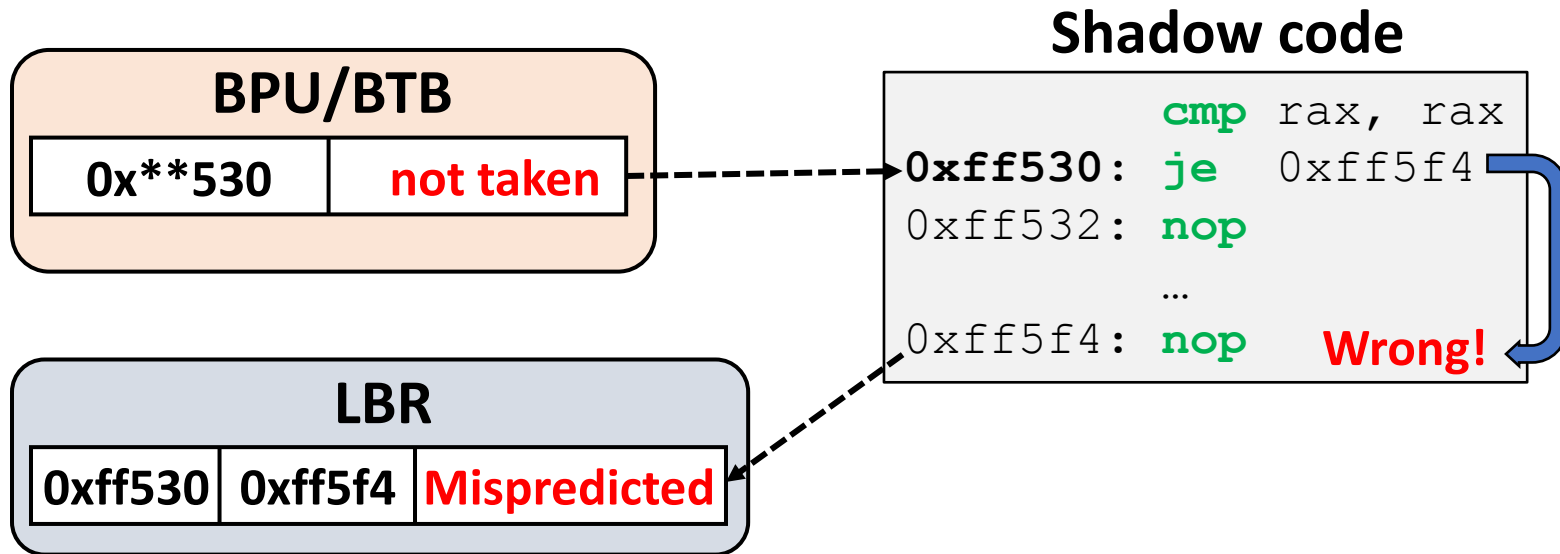 Shadow code
BPU/BTB
0x**530 not taken
cmp rax, rax
0xff530: je 0xff5f4
0xff532: nop
…
0xff5f4: nop Wrong!
LBR
0xff530 0xff5f4 Mispredicted